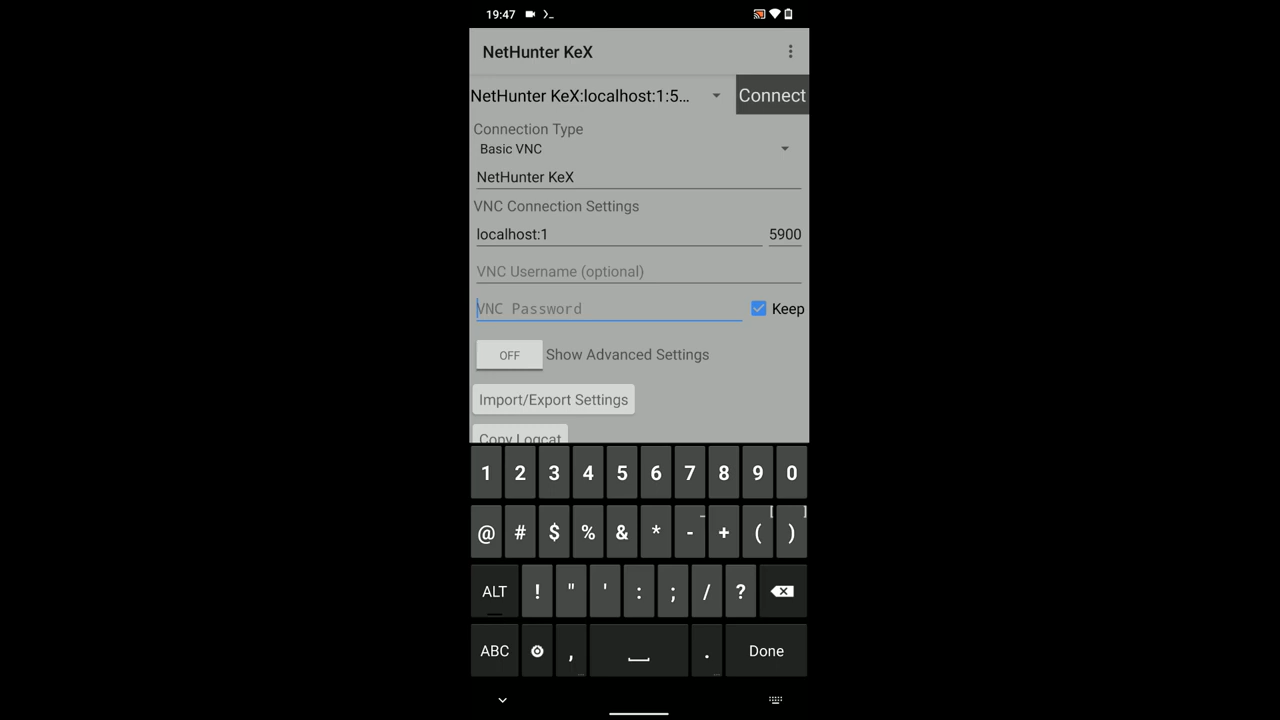 19:47
NetHunter KeX
NetHunter KeX:localhost:1:5... Connect
Connection Type
Basic VNC
NetHunter KeX
VNC Connection Settings
localhost:1 5900
VNC Username (optional)
VNC Password Keep
OFF Show Advanced Settings
Import/Export Settings
Copy Logcat
1 2 3 4 5 6 7 8 9 0
@ # $ % & * - _ + ( [ ) ]
ALT ! " ' : ; / ?
ABC , . Done